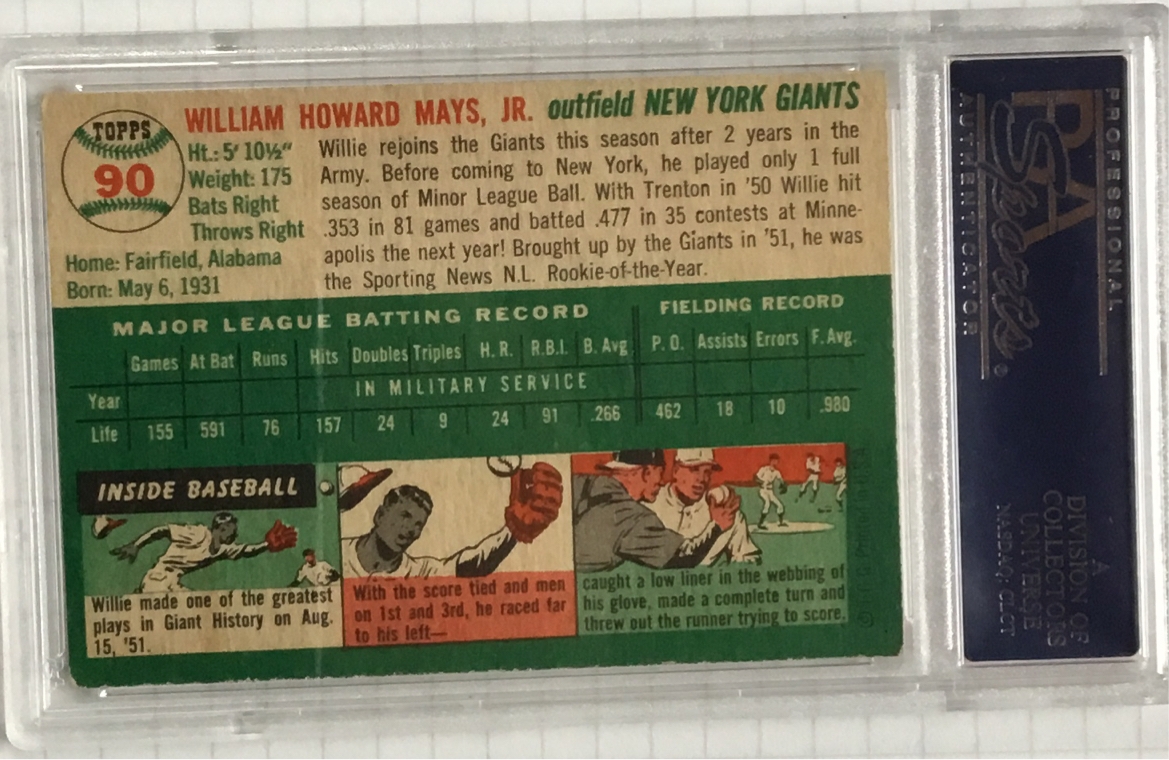 TOPPS
90
WILLIAM HOWARD MAYS, JR. outfield NEW YORK GIANTS
Ht.: 5' 10½"
Weight: 175
Bats Right
Throws Right
Home: Fairfield, Alabama
Born: May 6, 1931
Willie rejoins the Giants this season after 2 years in the
Army. Before coming to New York, he played only 1 full
season of Minor League Ball. With Trenton in '50 Willie hit
.353 in 81 games and batted .477 in 35 contests at Minne-
apolis the next year! Brought up by the Giants in '51, he was
the Sporting News N.L. Rookie-of-the-Year.
MAJOR LEAGUE BATTING RECORD FIELDING RECORD
Games At Bat Runs Hits Doubles Triples H. R. R.B.I. B. Avg. P. O. Assists Errors F. Avg.
Year IN MILITARY SERVICE
Life 155 591 76 157 24 9 24 91 .266 462 18 10 .980
INSIDE BASEBALL
Willie made one of the greatest
plays in Giant History on Aug.
15, '51.
With the score tied and men
on 1st and 3rd, he raced far
to his left—
caught a low liner in the webbing of
his glove, made a complete turn and
threw out the runner trying to score.
PSA
PROFESSIONAL
Sports
AUTHENTICATOR
®
A
DIVISION OF
COLLECTORS
UNIVERSE
NASDAQ: CLCT